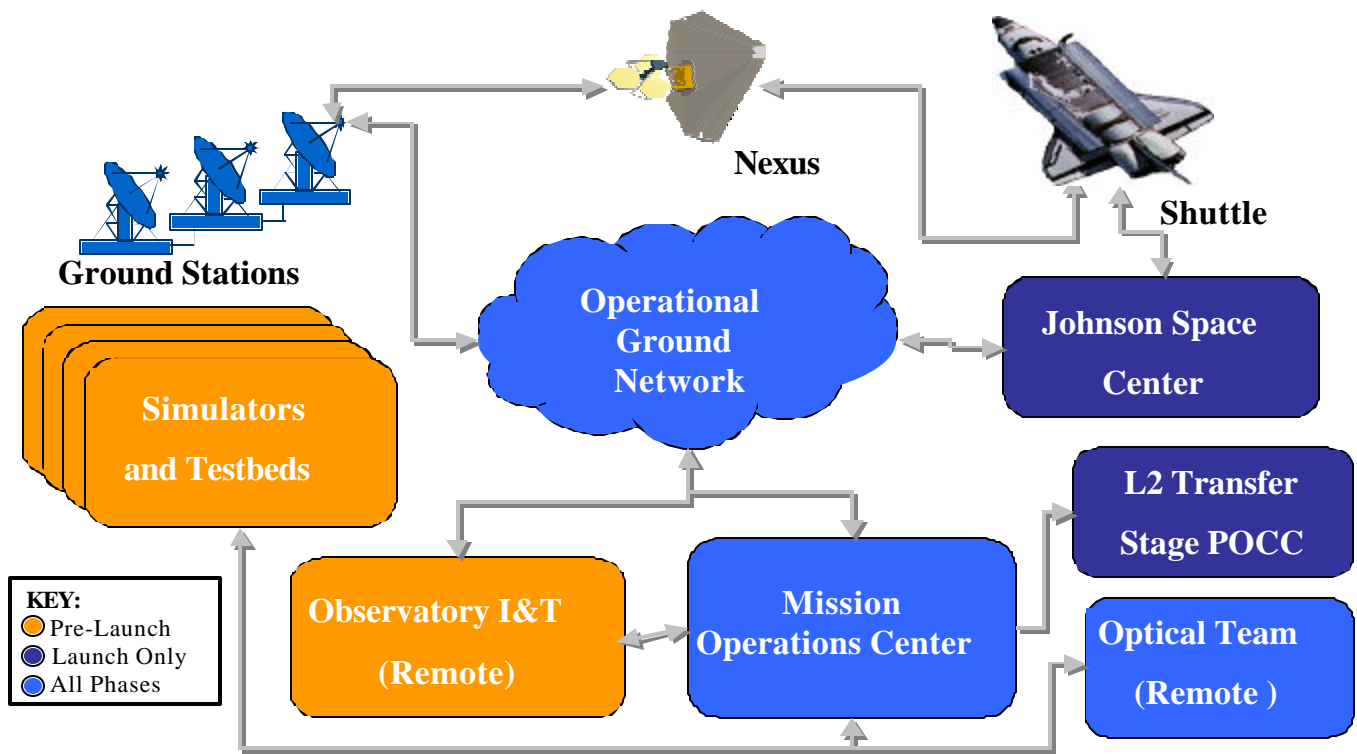 Nexus
Shuttle
Ground Stations
Operational
Ground
Network
Johnson Space
Center
Simulators
and Testbeds
L2 Transfer
Stage POCC
Observatory I&T
(Remote)
Mission
Operations Center
Optical Team
(Remote )
KEY:
Pre-Launch
Launch Only
All Phases